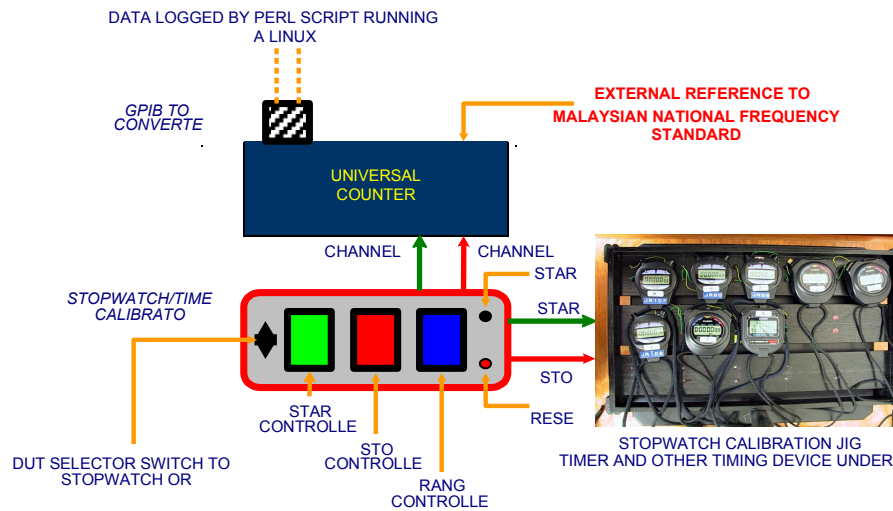 DATA LOGGED BY PERL SCRIPT RUNNING
A LINUX
GPIB TO
CONVERTE
EXTERNAL REFERENCE TO
MALAYSIAN NATIONAL FREQUENCY
STANDARD
UNIVERSAL
COUNTER
CHANNEL
CHANNEL
STAR
STOPWATCH/TIME
CALIBRATO
STAR
STO
STAR
CONTROLLE
STO
CONTROLLE
RESE
RANG
CONTROLLE
DUT SELECTOR SWITCH TO
STOPWATCH OR
STOPWATCH CALIBRATION JIG
TIMER AND OTHER TIMING DEVICE UNDER